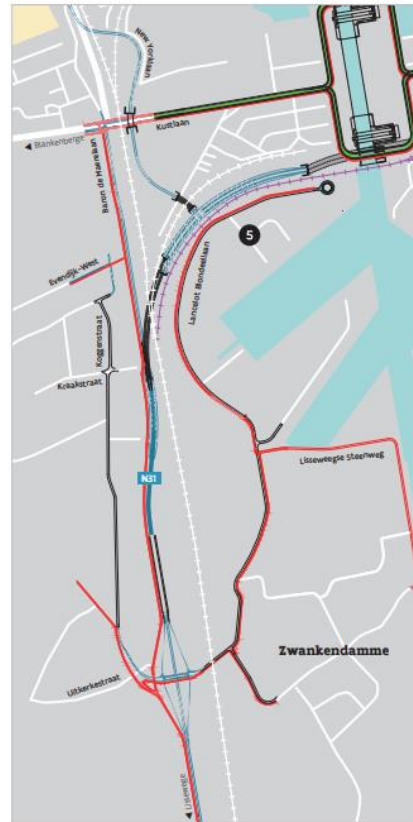 New Yorklaan
Kustlaan
◄ Blankenberge
Baron de Maerelaan
5
Evendijk-West
Lancelot Blondeellaan
Koggenstraat
Kraakstraat
Lisseweegse Steenweg
N31
Zwankendamme
Uitkerkestraat
◄ Lissewege